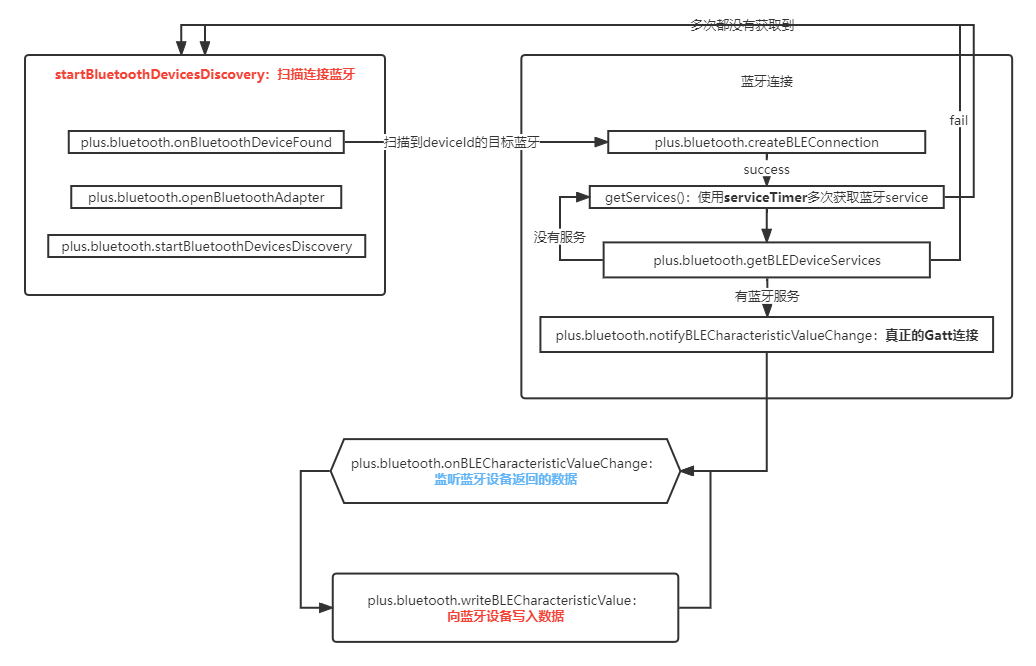 多次都没有获取到
startBluetoothDevicesDiscovery：扫描连接蓝牙
蓝牙连接
fail
plus.bluetooth.onBluetoothDeviceFound
扫描到deviceId的目标蓝牙
plus.bluetooth.createBLEConnection
success
plus.bluetooth.openBluetoothAdapter
getServices()：使用serviceTimer多次获取蓝牙service
没有服务
plus.bluetooth.startBluetoothDevicesDiscovery
plus.bluetooth.getBLEDeviceServices
有蓝牙服务
plus.bluetooth.notifyBLECharacteristicValueChange：真正的Gatt连接
plus.bluetooth.onBLECharacteristicValueChange：
监听蓝牙设备返回的数据
plus.bluetooth.writeBLECharacteristicValue：
向蓝牙设备写入数据